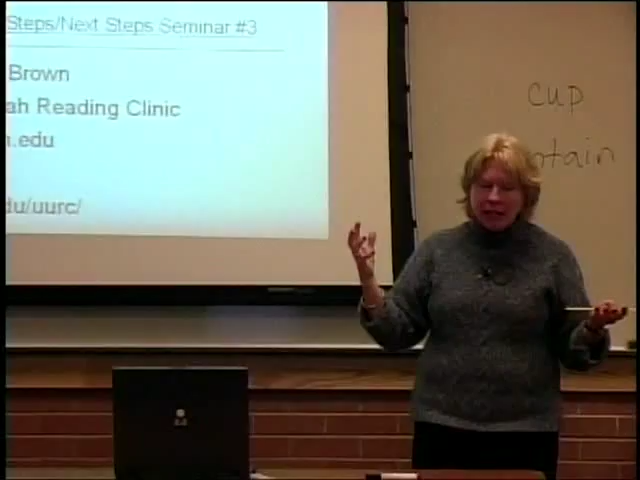 Steps/Next Steps Seminar #3
Brown
ah Reading Clinic
.edu
du/uurc/
cup
ntain